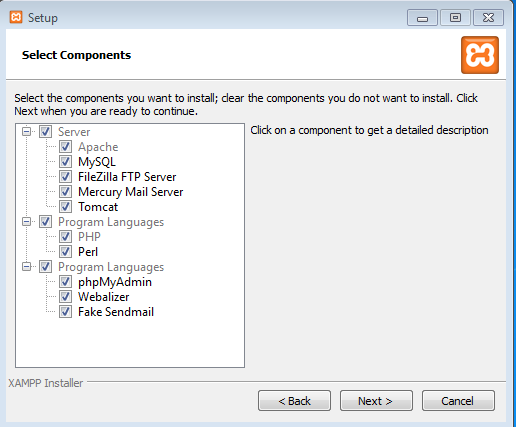 Setup
Select Components
Select the components you want to install; clear the components you do not want to install. Click
Next when you are ready to continue.
Click on a component to get a detailed description
Server
Apache
MySQL
FileZilla FTP Server
Mercury Mail Server
Tomcat
Program Languages
PHP
Perl
Program Languages
phpMyAdmin
Webalizer
Fake Sendmail
XAMPP Installer
< Back
Next >
Cancel